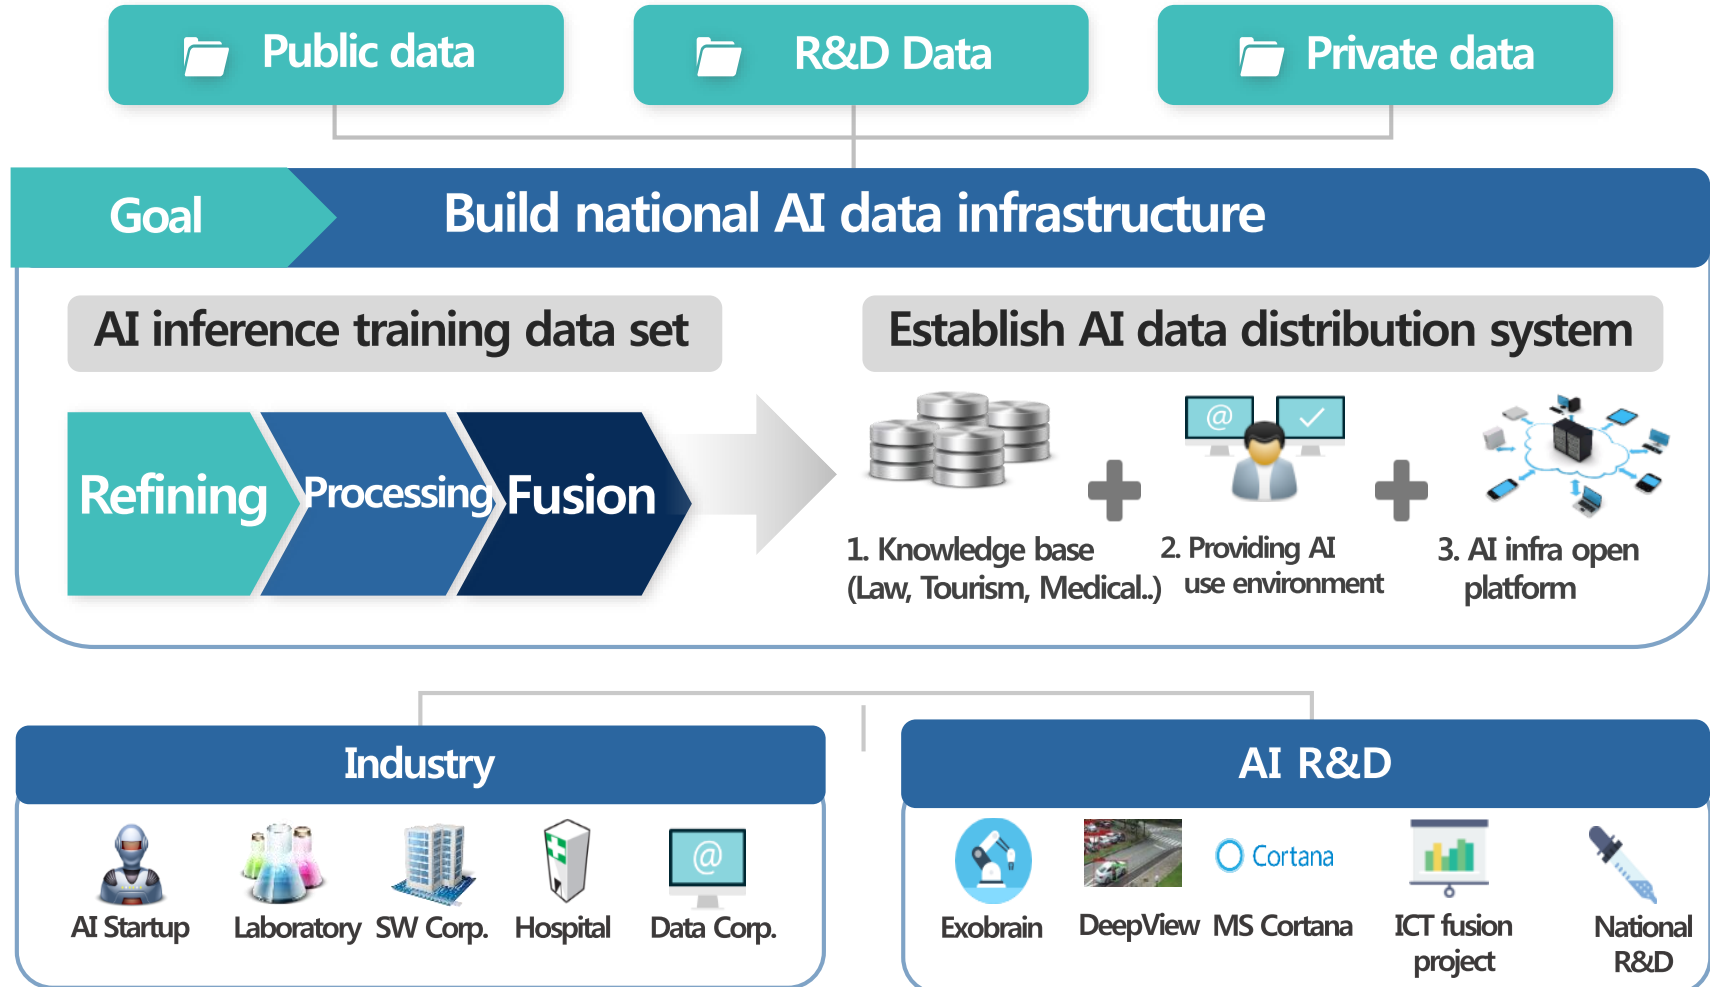 Public data
R&D Data
Private data
Goal
Build national AI data infrastructure
AI inference training data set
Establish AI data distribution system
Refining
Processing
Fusion
@
1. Knowledge base
(Law, Tourism, Medical..)
2. Providing AI
use environment
3. AI infra open
platform
Industry
AI R&D
@
Cortana
AI Startup
Laboratory
SW Corp.
Hospital
Data Corp.
Exobrain
DeepView
MS Cortana
ICT fusion
project
National
R&D